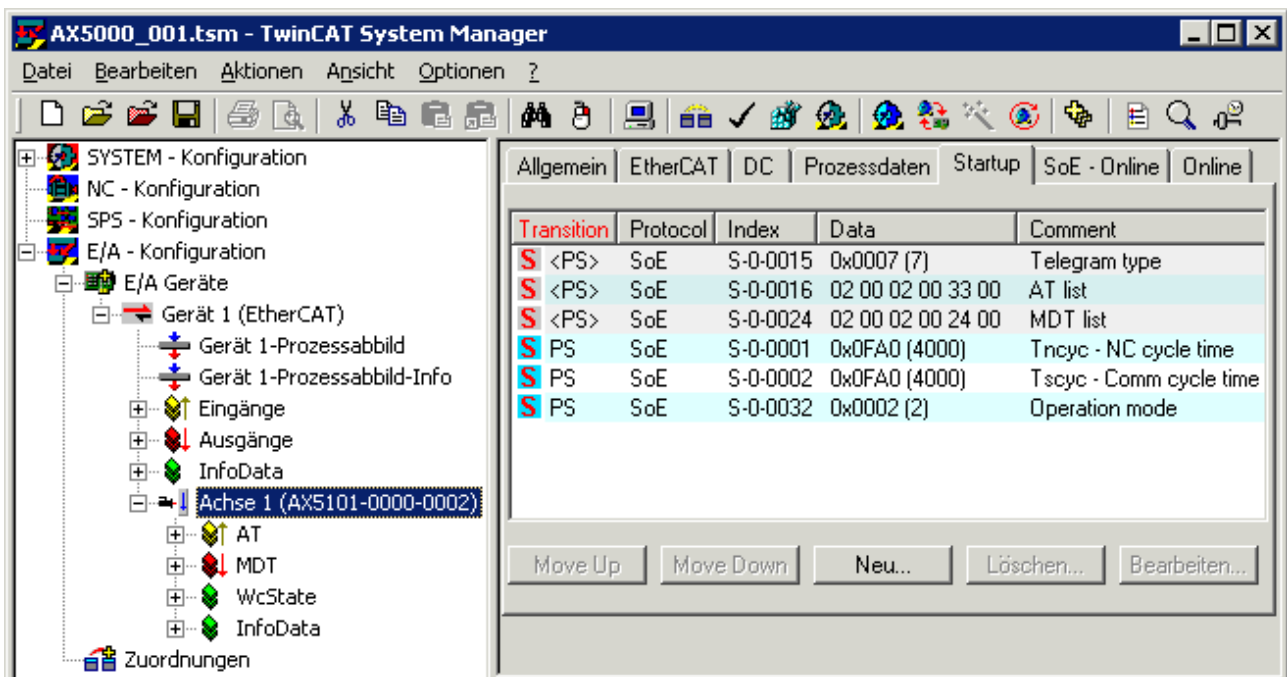 AX5000_001.tsm - TwinCAT System Manager
Datei Bearbeiten Aktionen Ansicht Optionen ?
SYSTEM - Konfiguration
NC - Konfiguration
SPS - Konfiguration
E/A - Konfiguration
E/A Geräte
Gerät 1 (EtherCAT)
Gerät 1-Prozessabbild
Gerät 1-Prozessabbild-Info
Eingänge
Ausgänge
InfoData
Achse 1 (AX5101-0000-0002)
AT
MDT
WcState
InfoData
Zuordnungen
Allgemein EtherCAT DC Prozessdaten Startup SoE - Online Online
Transition Protocol Index Data Comment
S <PS> SoE S-0-0015 0x0007 (7) Telegram type
S <PS> SoE S-0-0016 02 00 02 00 33 00 AT list
S <PS> SoE S-0-0024 02 00 02 00 24 00 MDT list
S PS SoE S-0-0001 0x0FA0 (4000) Tncyc - NC cycle time
S PS SoE S-0-0002 0x0FA0 (4000) Tscyc - Comm cycle time
S PS SoE S-0-0032 0x0002 (2) Operation mode
Move Up Move Down Neu... Löschen... Bearbeiten...